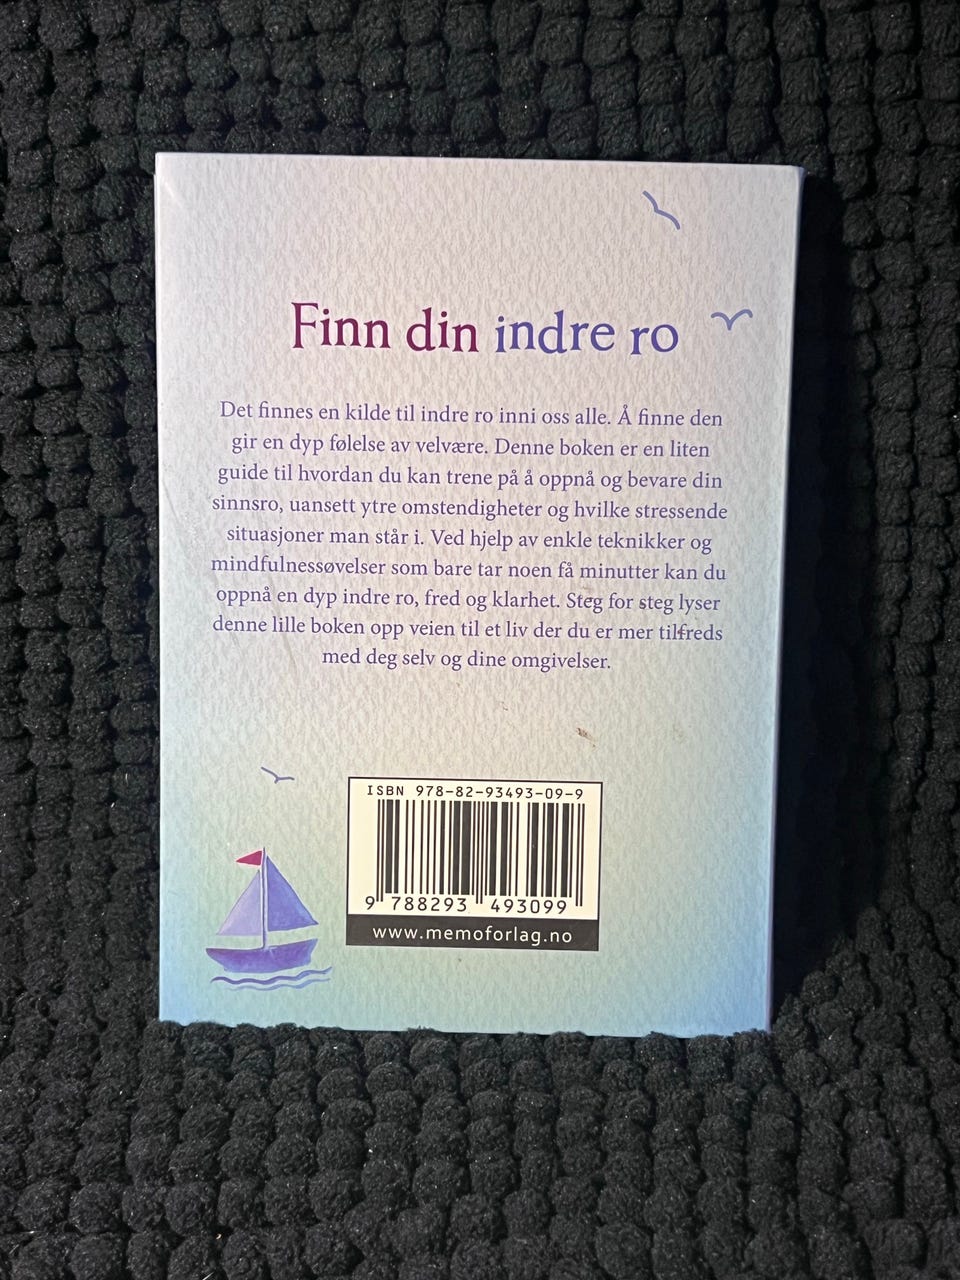 Finn din indre ro
Det finnes en kilde til indre ro inni oss alle. Å finne den
gir en dyp følelse av velvære. Denne boken er en liten
guide til hvordan du kan trene på å oppnå og bevare din
sinnsro, uansett ytre omstendigheter og hvilke stressende
situasjoner man står i. Ved hjelp av enkle teknikker og
mindfulnessøvelser som bare tar noen få minutter kan du
oppnå en dyp indre ro, fred og klarhet. Steg for steg lyser
denne lille boken opp veien til et liv der du er mer tilfreds
med deg selv og dine omgivelser.
ISBN 978-82-93493-09-9
9 788293 493099
www.memoforlag.no